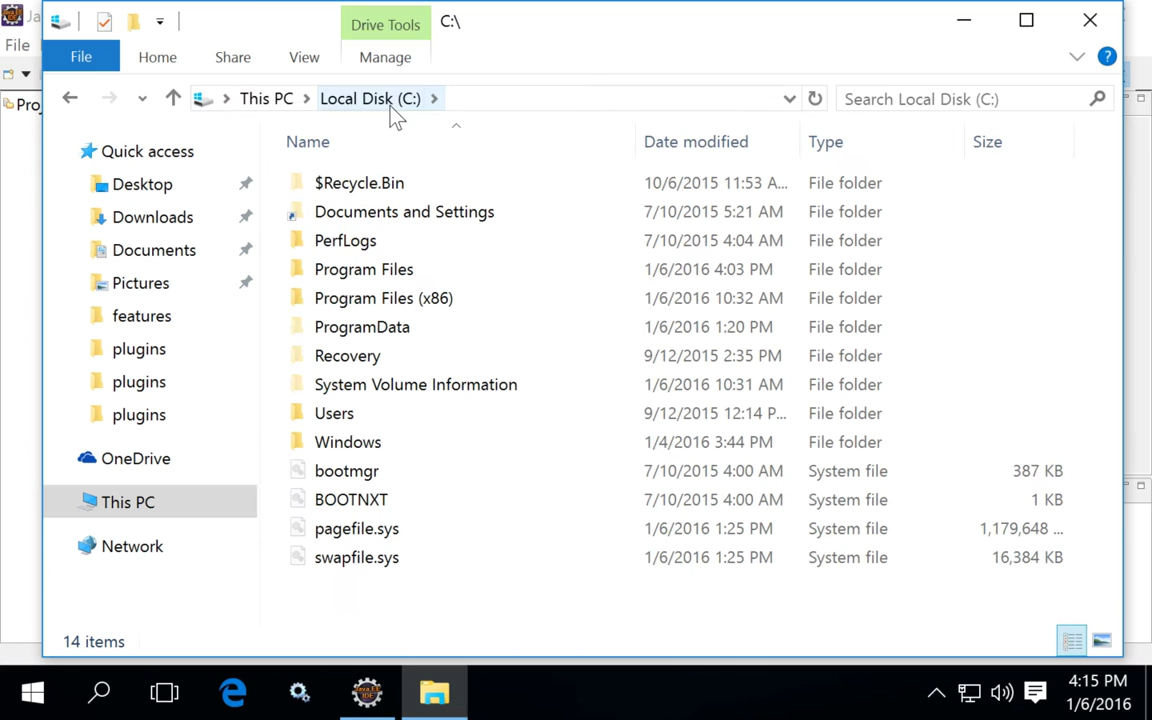 Ja
Drive Tools
C:\
File
File
Home
Share
View
Manage
This PC
Local Disk (C:)
Search Local Disk (C:)
Proj
Name
Date modified
Type
Size
Quick access
Desktop
Downloads
Documents
Pictures
features
plugins
plugins
plugins
OneDrive
This PC
Network
$Recycle.Bin 10/6/2015 11:53 A... File folder
Documents and Settings 7/10/2015 5:21 AM File folder
PerfLogs 7/10/2015 4:04 AM File folder
Program Files 1/6/2016 4:03 PM File folder
Program Files (x86) 1/6/2016 10:32 AM File folder
ProgramData 1/6/2016 1:20 PM File folder
Recovery 9/12/2015 2:35 PM File folder
System Volume Information 1/6/2016 10:31 AM File folder
Users 9/12/2015 12:14 P... File folder
Windows 1/4/2016 3:44 PM File folder
bootmgr 7/10/2015 4:00 AM System file 387 KB
BOOTNXT 7/10/2015 4:00 AM System file 1 KB
pagefile.sys 1/6/2016 1:25 PM System file 1,179,648 ...
swapfile.sys 1/6/2016 1:25 PM System file 16,384 KB
14 items
Java EE
IDE
4:15 PM
1/6/2016